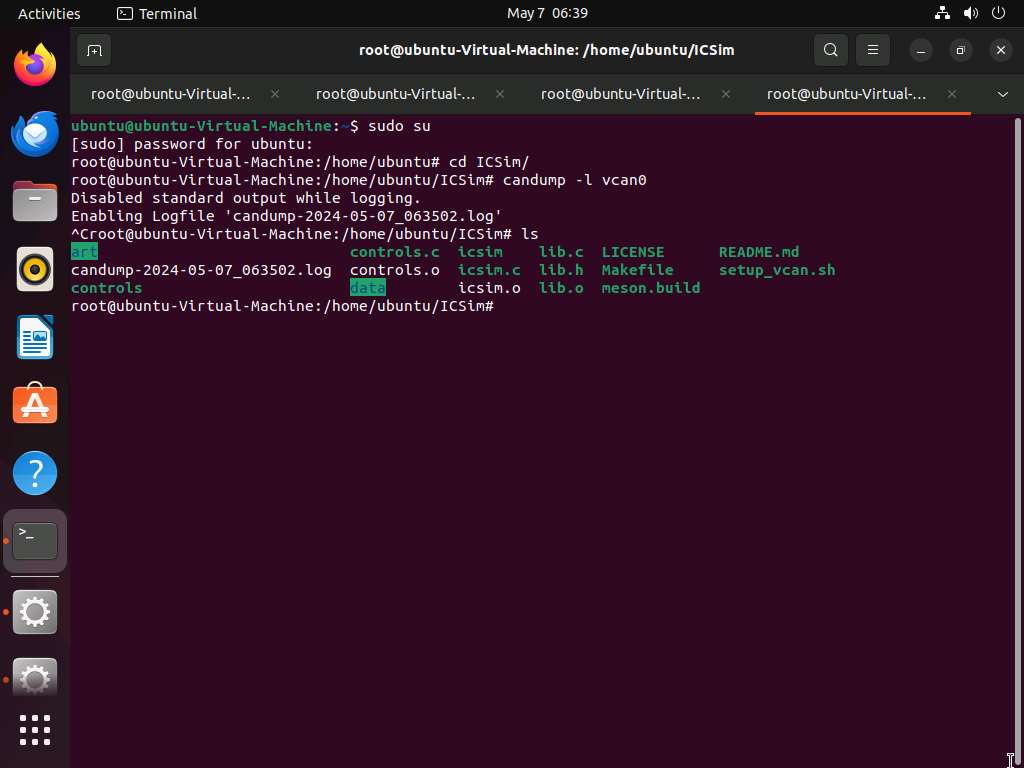 Activities
Terminal
May 7 06:39
root@ubuntu-Virtual-Machine: /home/ubuntu/ICSim
root@ubuntu-Virtual-...
root@ubuntu-Virtual-...
root@ubuntu-Virtual-...
root@ubuntu-Virtual-...
ubuntu@ubuntu-Virtual-Machine:~$ sudo su
[sudo] password for ubuntu:
root@ubuntu-Virtual-Machine:/home/ubuntu# cd ICSim/
root@ubuntu-Virtual-Machine:/home/ubuntu/ICSim# candump -l vcan0
Disabled standard output while logging.
Enabling Logfile 'candump-2024-05-07_063502.log'
^Croot@ubuntu-Virtual-Machine:/home/ubuntu/ICSim# ls
art controls.c icsim lib.c LICENSE README.md
candump-2024-05-07_063502.log controls.o icsim.c lib.h Makefile setup_vcan.sh
controls data icsim.o lib.o meson.build
root@ubuntu-Virtual-Machine:/home/ubuntu/ICSim#